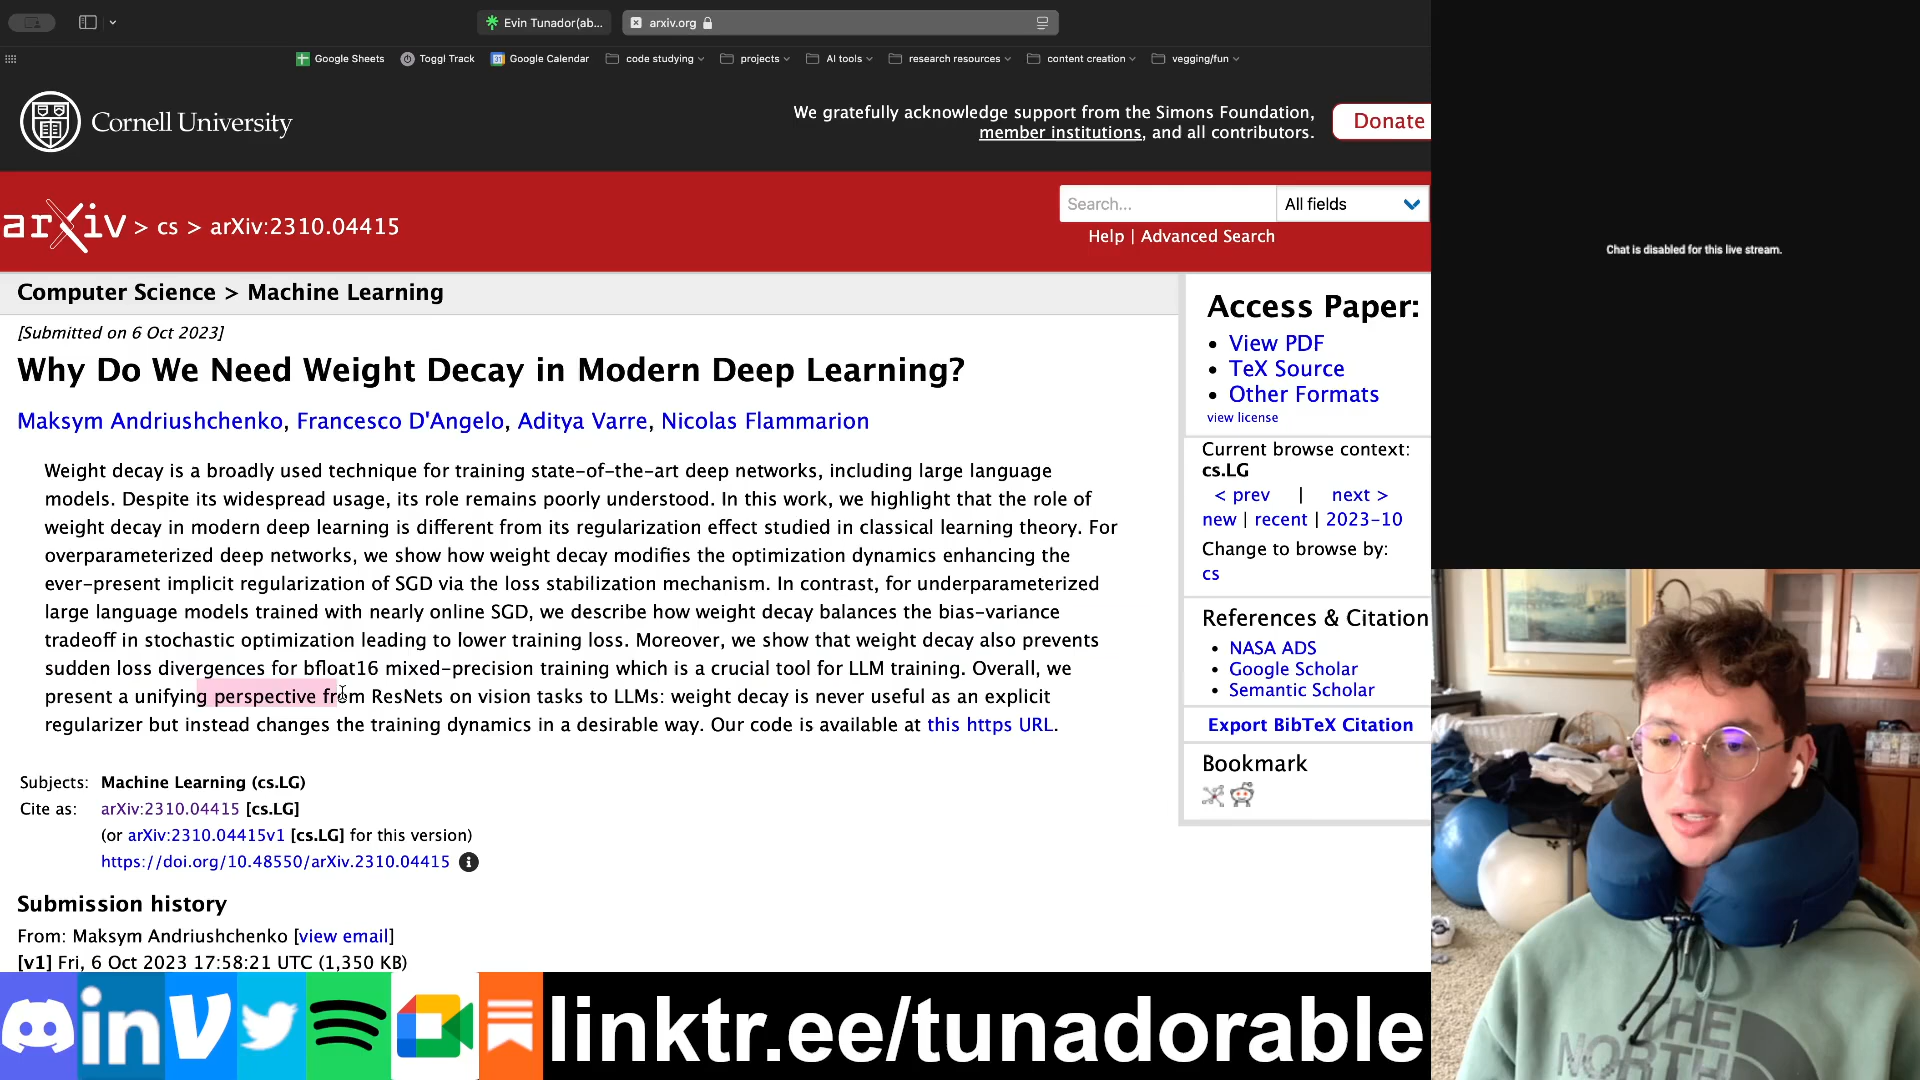 Evin Tunador(ab...
arxiv.org
Google Sheets
Toggl Track
Google Calendar
code studying
projects
AI tools
research resources
content creation
vegging/fun
Cornell University
We gratefully acknowledge support from the Simons Foundation,
member institutions, and all contributors.
Donate
arXiv > cs > arXiv:2310.04415
Search...
All fields
Help | Advanced Search
Computer Science > Machine Learning
[Submitted on 6 Oct 2023]
Why Do We Need Weight Decay in Modern Deep Learning?
Maksym Andriushchenko, Francesco D'Angelo, Aditya Varre, Nicolas Flammarion
Weight decay is a broadly used technique for training state-of-the-art deep networks, including large language
models. Despite its widespread usage, its role remains poorly understood. In this work, we highlight that the role of
weight decay in modern deep learning is different from its regularization effect studied in classical learning theory. For
overparameterized deep networks, we show how weight decay modifies the optimization dynamics enhancing the
ever-present implicit regularization of SGD via the loss stabilization mechanism. In contrast, for underparameterized
large language models trained with nearly online SGD, we describe how weight decay balances the bias-variance
tradeoff in stochastic optimization leading to lower training loss. Moreover, we show that weight decay also prevents
sudden loss divergences for bfloat16 mixed-precision training which is a crucial tool for LLM training. Overall, we
present a unifying perspective from ResNets on vision tasks to LLMs: weight decay is never useful as an explicit
regularizer but instead changes the training dynamics in a desirable way. Our code is available at this https URL.
Subjects: Machine Learning (cs.LG)
Cite as: arXiv:2310.04415 [cs.LG]
(or arXiv:2310.04415v1 [cs.LG] for this version)
https://doi.org/10.48550/arXiv.2310.04415
Submission history
From: Maksym Andriushchenko [view email]
[v1] Fri, 6 Oct 2023 17:58:21 UTC (1,350 KB)
Access Paper:
View PDF
TeX Source
Other Formats
view license
Current browse context:
cs.LG
< prev | next >
new | recent | 2023-10
Change to browse by:
cs
References & Citation
NASA ADS
Google Scholar
Semantic Scholar
Export BibTeX Citation
Bookmark
Chat is disabled for this live stream.
in
linktr.ee/tunadorable
THE
NORTH